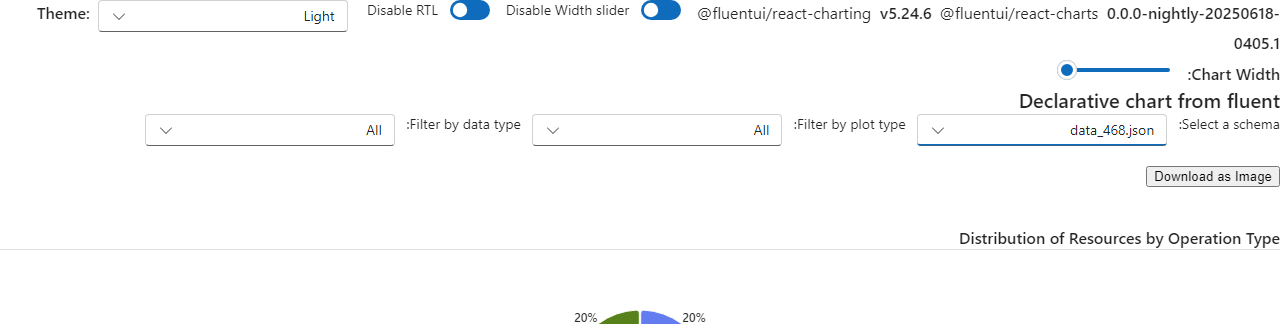 Theme: Light Disable RTL Disable Width slider @fluentui/react-charting v5.24.6 @fluentui/react-charts 0.0.0-nightly-20250618-
0405.1
:Chart Width
Declarative chart from fluent
All :Filter by data type All :Filter by plot type data_468.json :Select a schema
Download as Image
Distribution of Resources by Operation Type
20% 20%